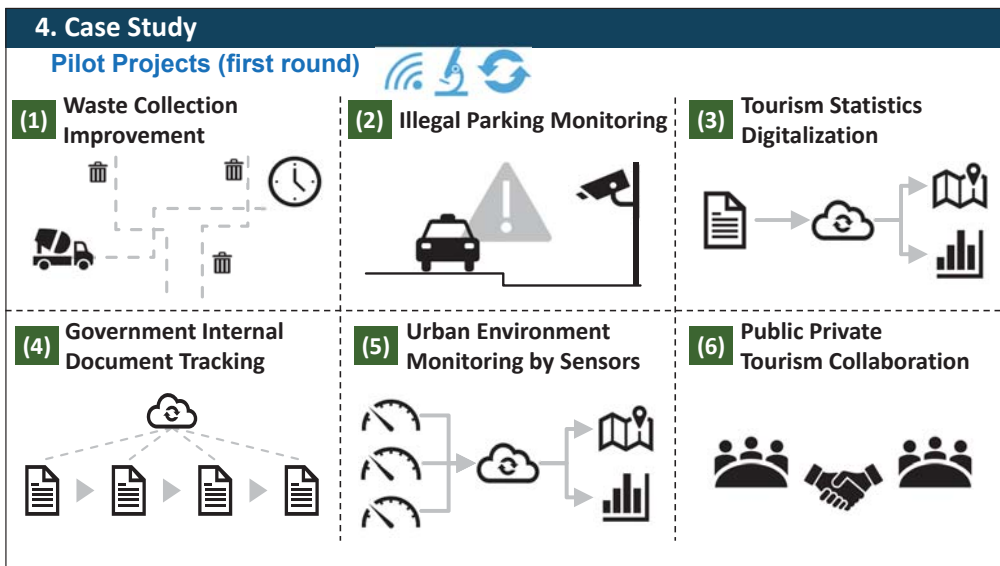 4. Case Study
Pilot Projects (first round)
(1) Waste Collection
Improvement
(2) Illegal Parking Monitoring
(3) Tourism Statistics
Digitalization
(4) Government Internal
Document Tracking
(5) Urban Environment
Monitoring by Sensors
(6) Public Private
Tourism Collaboration